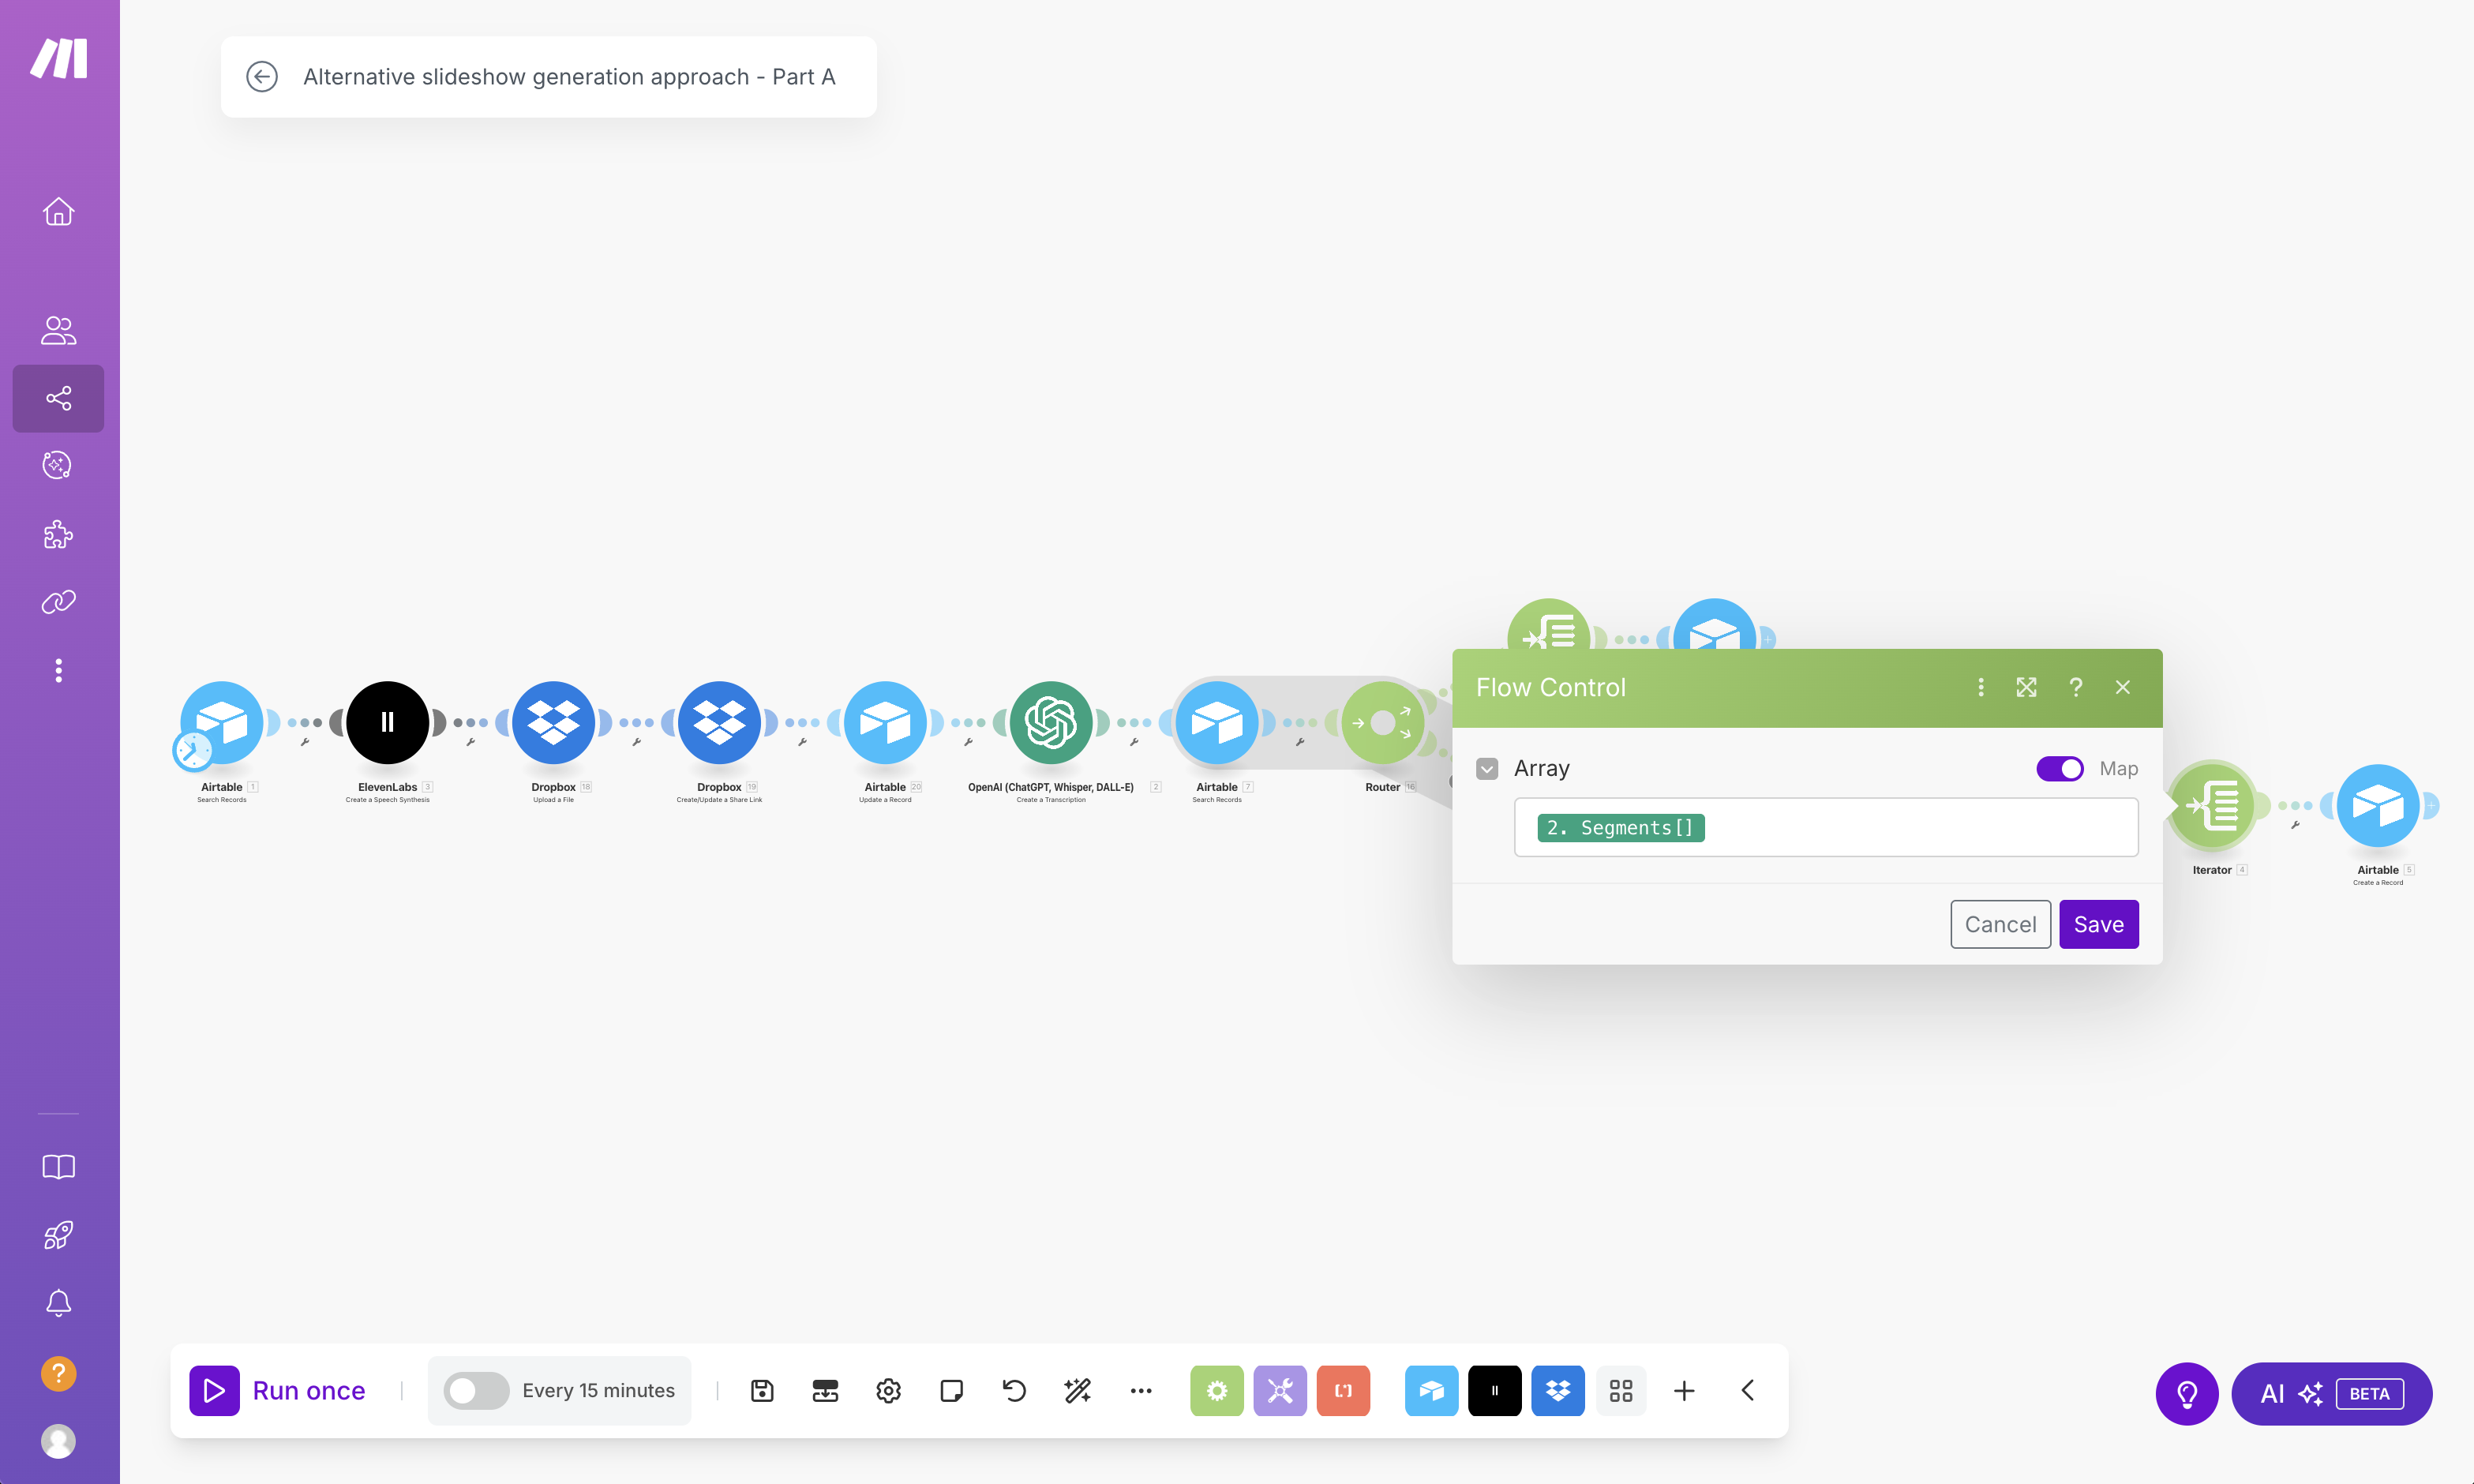 Alternative slideshow generation approach - Part A
Airtable 1
Search Records
ElevenLabs 3
Create a Speech Synthesis
Dropbox 18
Upload a File
Dropbox 19
Create/Update a Share Link
Airtable 20
Update a Record
OpenAI (ChatGPT, Whisper, DALL-E) 2
Create a Transcription
Airtable 7
Search Records
Router 16
Flow Control
Array
Map
2. Segments[]
Cancel
Save
Iterator 4
Airtable 5
Create a Record
Run once
Every 15 minutes
AI
BETA